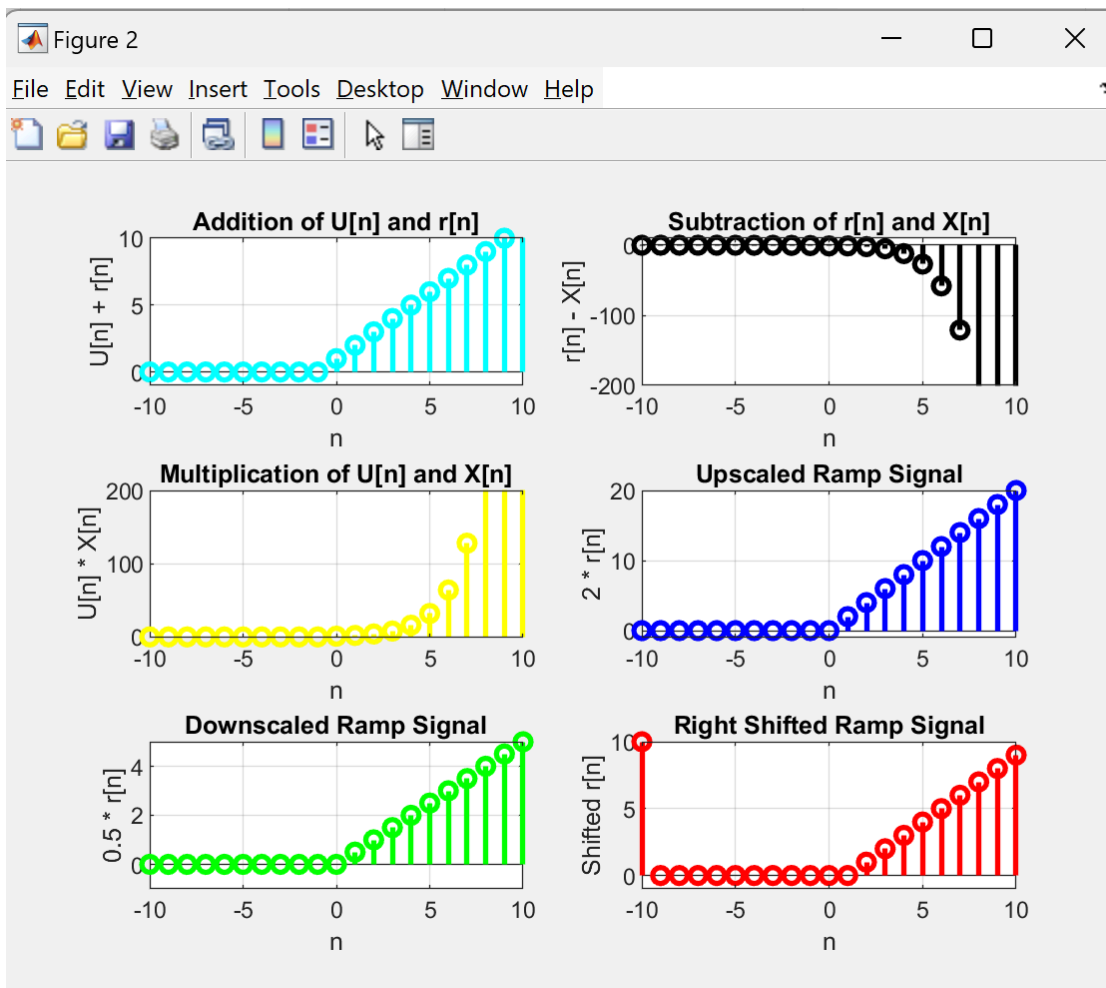 Figure 2
File Edit View Insert Tools Desktop Window Help
Addition of U[n] and r[n]
U[n] + r[n]
10
5
0
-10 -5 0 5 10
n
Subtraction of r[n] and X[n]
r[n] - X[n]
0
-100
-200
-10 -5 0 5 10
n
Multiplication of U[n] and X[n]
U[n] * X[n]
200
100
0
-10 -5 0 5 10
n
Upscaled Ramp Signal
2 * r[n]
20
10
0
-10 -5 0 5 10
n
Downscaled Ramp Signal
0.5 * r[n]
4
2
0
-10 -5 0 5 10
n
Right Shifted Ramp Signal
Shifted r[n]
10
5
0
-10 -5 0 5 10
n